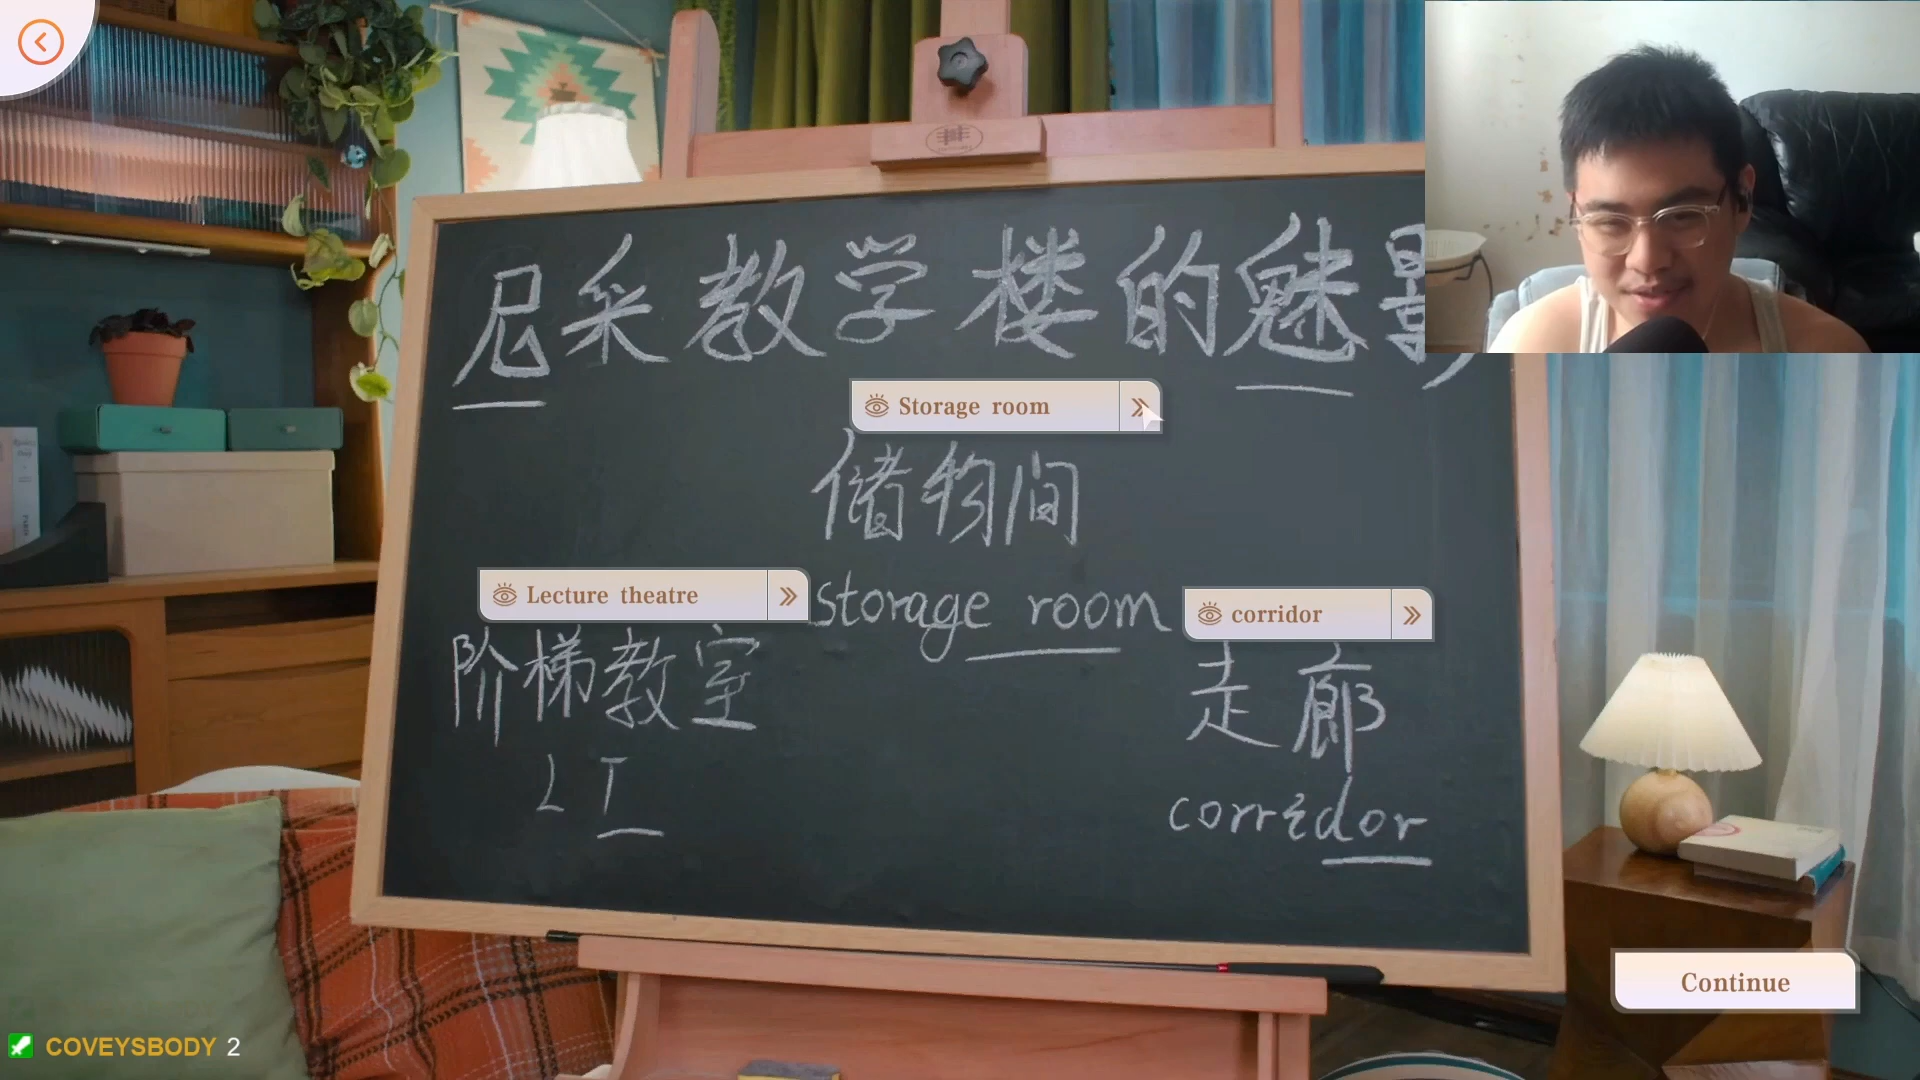 尼采教学楼的魅影
Storage room
储物间
Lecture theatre
storage room
corridor
阶梯教室
走廊
LT
corridor
Continue
COVEYSBODY 2